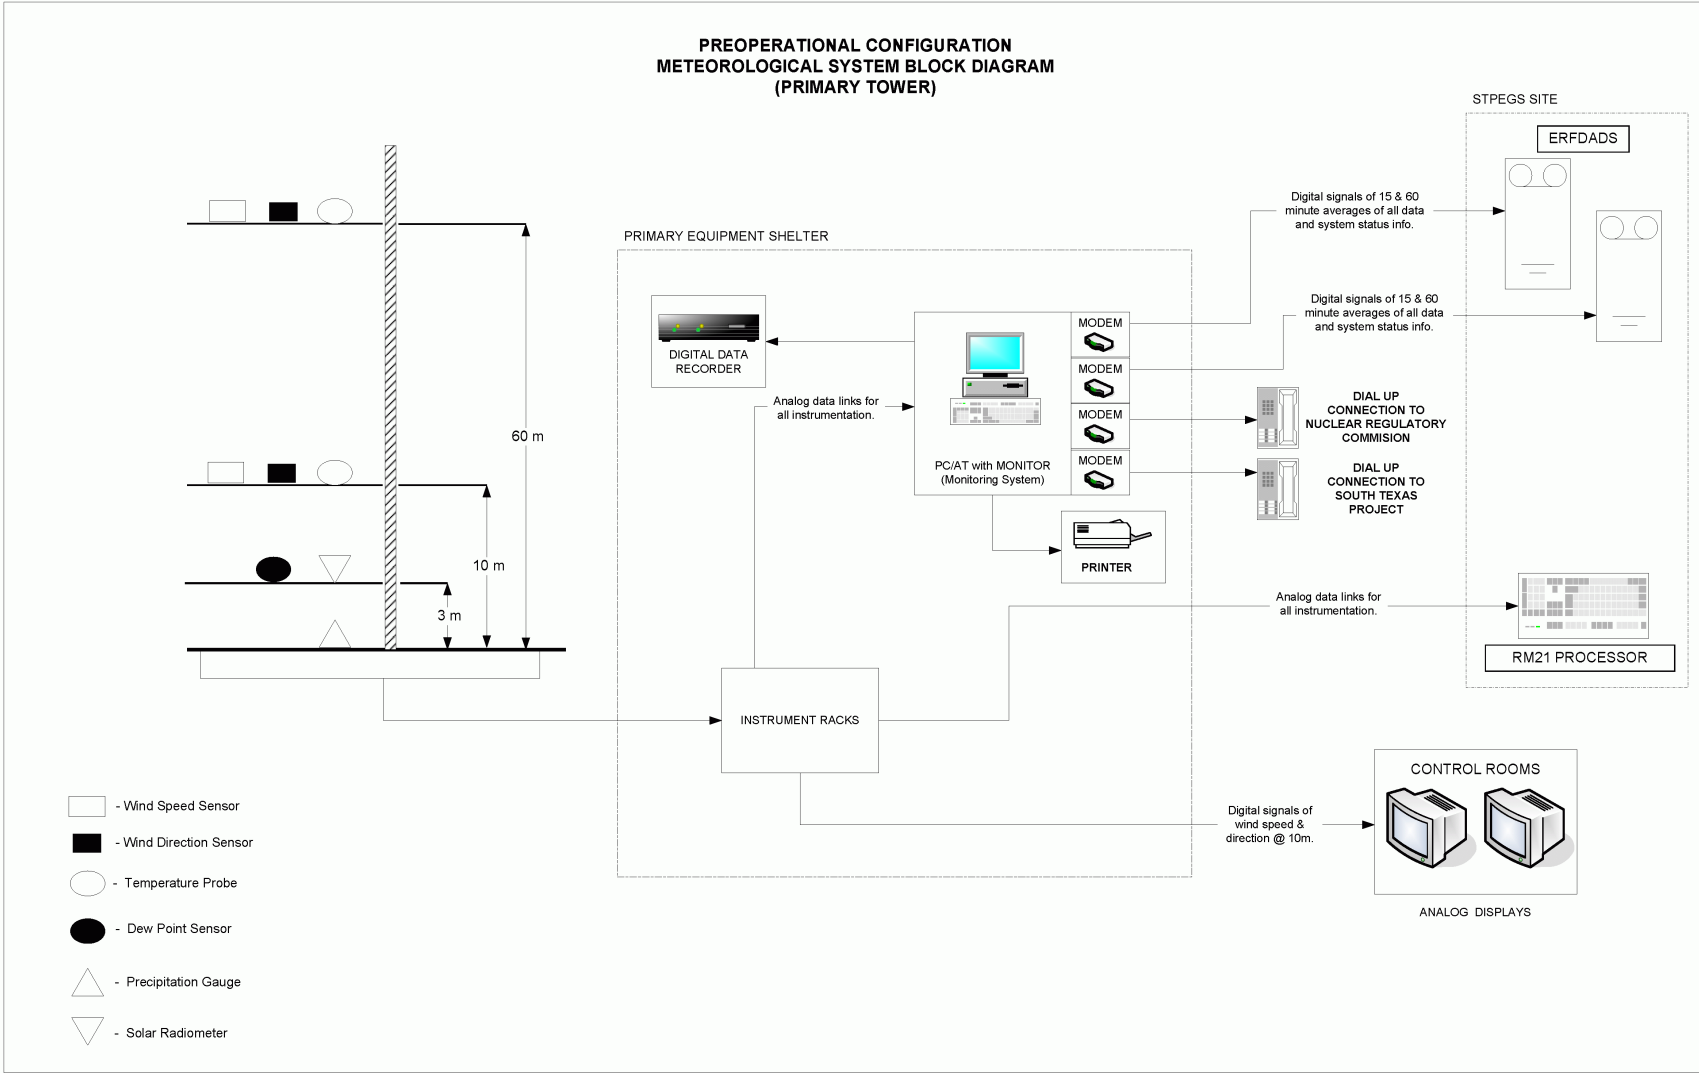 PREOPERATIONAL CONFIGURATION
METEOROLOGICAL SYSTEM BLOCK DIAGRAM
(PRIMARY TOWER)
STPEGS SITE
ERFDADS
Digital signals of 15 & 60
minute averages of all data
and system status info.
PRIMARY EQUIPMENT SHELTER
Digital signals of 15 & 60
minute averages of all data
and system status info.
MODEM
DIGITAL DATA
RECORDER
MODEM
Analog data links for
all instrumentation.
MODEM
DIAL UP
CONNECTION TO
NUCLEAR REGULATORY
COMMISION
60 m
PC/AT with MONITOR
(Monitoring System)
MODEM
DIAL UP
CONNECTION TO
SOUTH TEXAS
PROJECT
10 m
PRINTER
3 m
Analog data links for
all instrumentation.
RM21 PROCESSOR
INSTRUMENT RACKS
CONTROL ROOMS
Digital signals of
wind speed &
direction @ 10m.
ANALOG DISPLAYS
- Wind Speed Sensor
- Wind Direction Sensor
- Temperature Probe
- Dew Point Sensor
- Precipitation Gauge
- Solar Radiometer